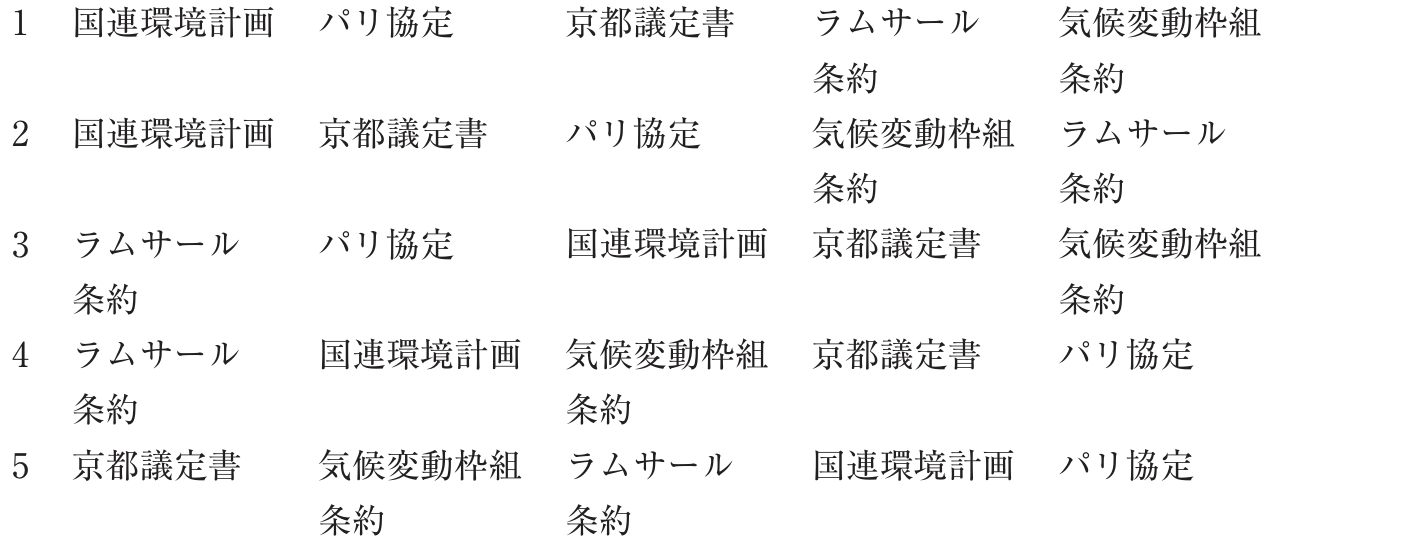 1 国連環境計画 パリ協定 京都議定書 ラムサール 気候変動枠組
条約 条約
2 国連環境計画 京都議定書 パリ協定 気候変動枠組 ラムサール
条約 条約
3 ラムサール パリ協定 国連環境計画 京都議定書 気候変動枠組
条約 条約
4 ラムサール 国連環境計画 気候変動枠組 京都議定書 パリ協定
条約 条約
5 京都議定書 気候変動枠組 ラムサール 国連環境計画 パリ協定
条約 条約